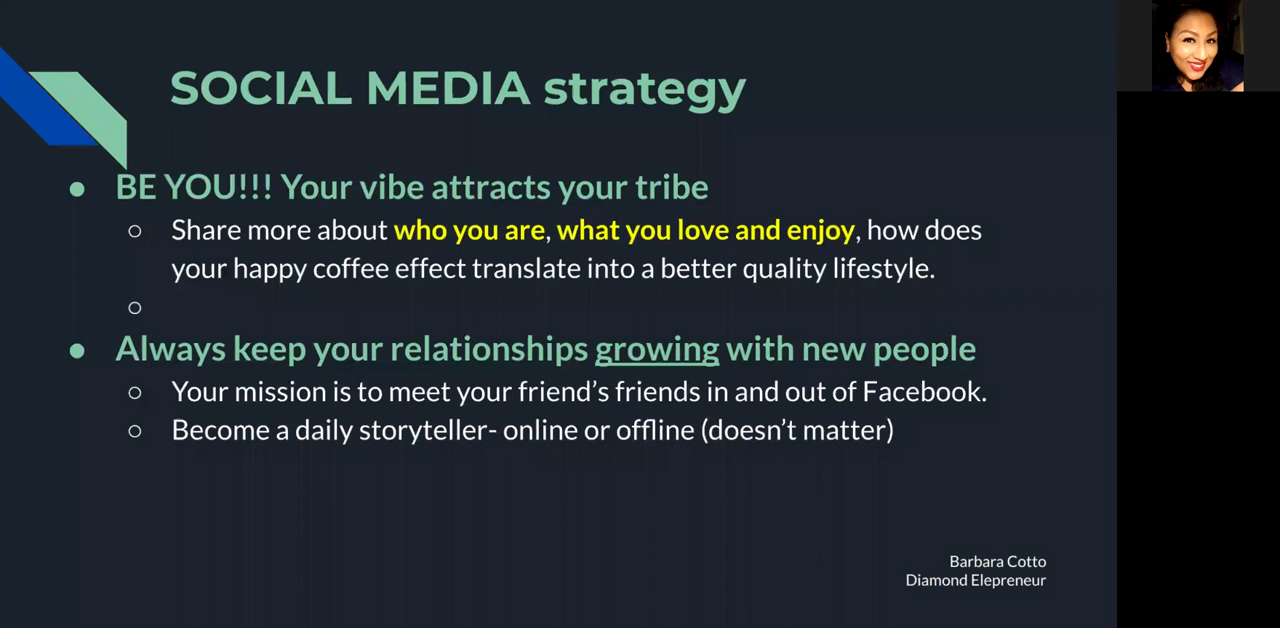 SOCIAL MEDIA strategy
● BE YOU!!! Your vibe attracts your tribe
○ Share more about who you are, what you love and enjoy, how does
your happy coffee effect translate into a better quality lifestyle.
○
● Always keep your relationships growing with new people
○ Your mission is to meet your friend’s friends in and out of Facebook.
○ Become a daily storyteller- online or offline (doesn’t matter)
Barbara Cotto
Diamond Elepreneur